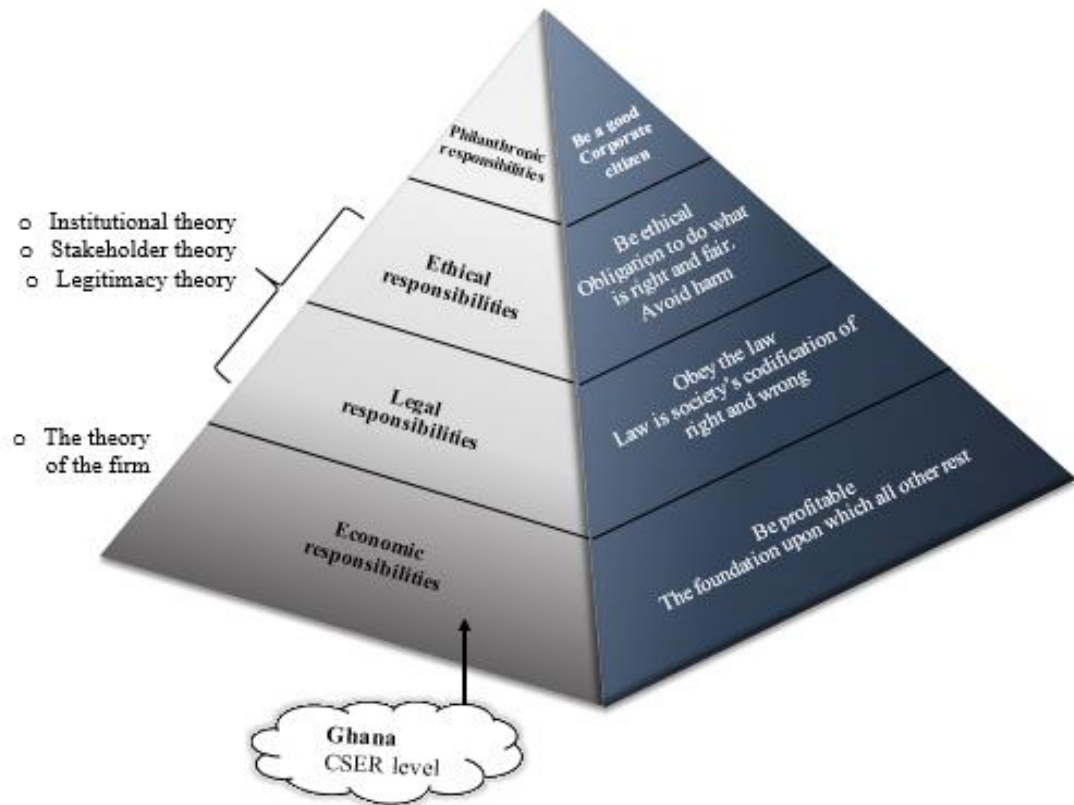 Philanthronic
responsibilities
Be a good
Corporate
citizen
o Institutional theory
o Stakeholder theory
o Legitimacy theory
Ethical
responsibilities
Be ethical
Obligation to do what
is right and fair.
Avoid harm
Legal
responsibilities
Obey the law
Law is society's codification of
right and wrong
o The theory
of the firm
Economic
responsibilities
Be profitable
The foundation upon which all other rest
Ghana
CSER level